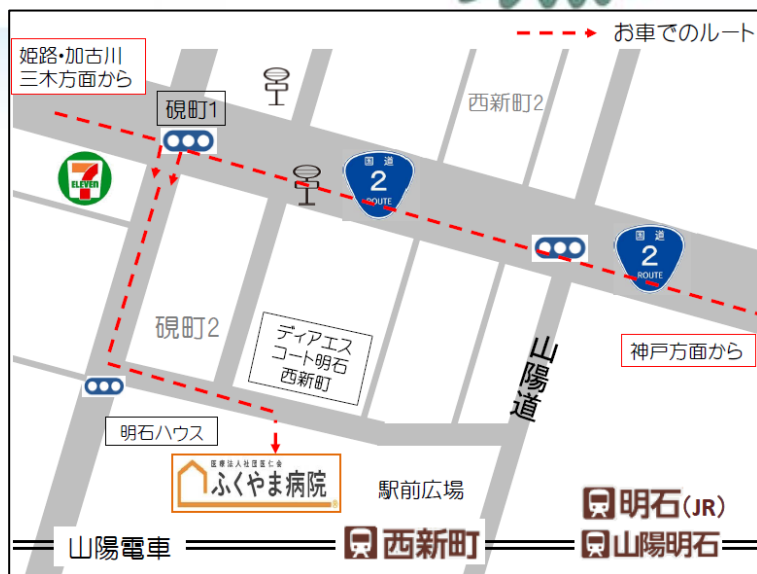 お車でのルート
姫路・加古川
三木方面から
硯町1
西新町2
7
ELEVEN
国道
2
ROUTE
国道
2
ROUTE
硯町2
ディアエス
コート明石
西新町
山陽道
神戸方面から
明石ハウス
医療法人社団医仁会
ふくやま病院
駅前広場
明石(JR)
山陽電車
西新町
山陽明石